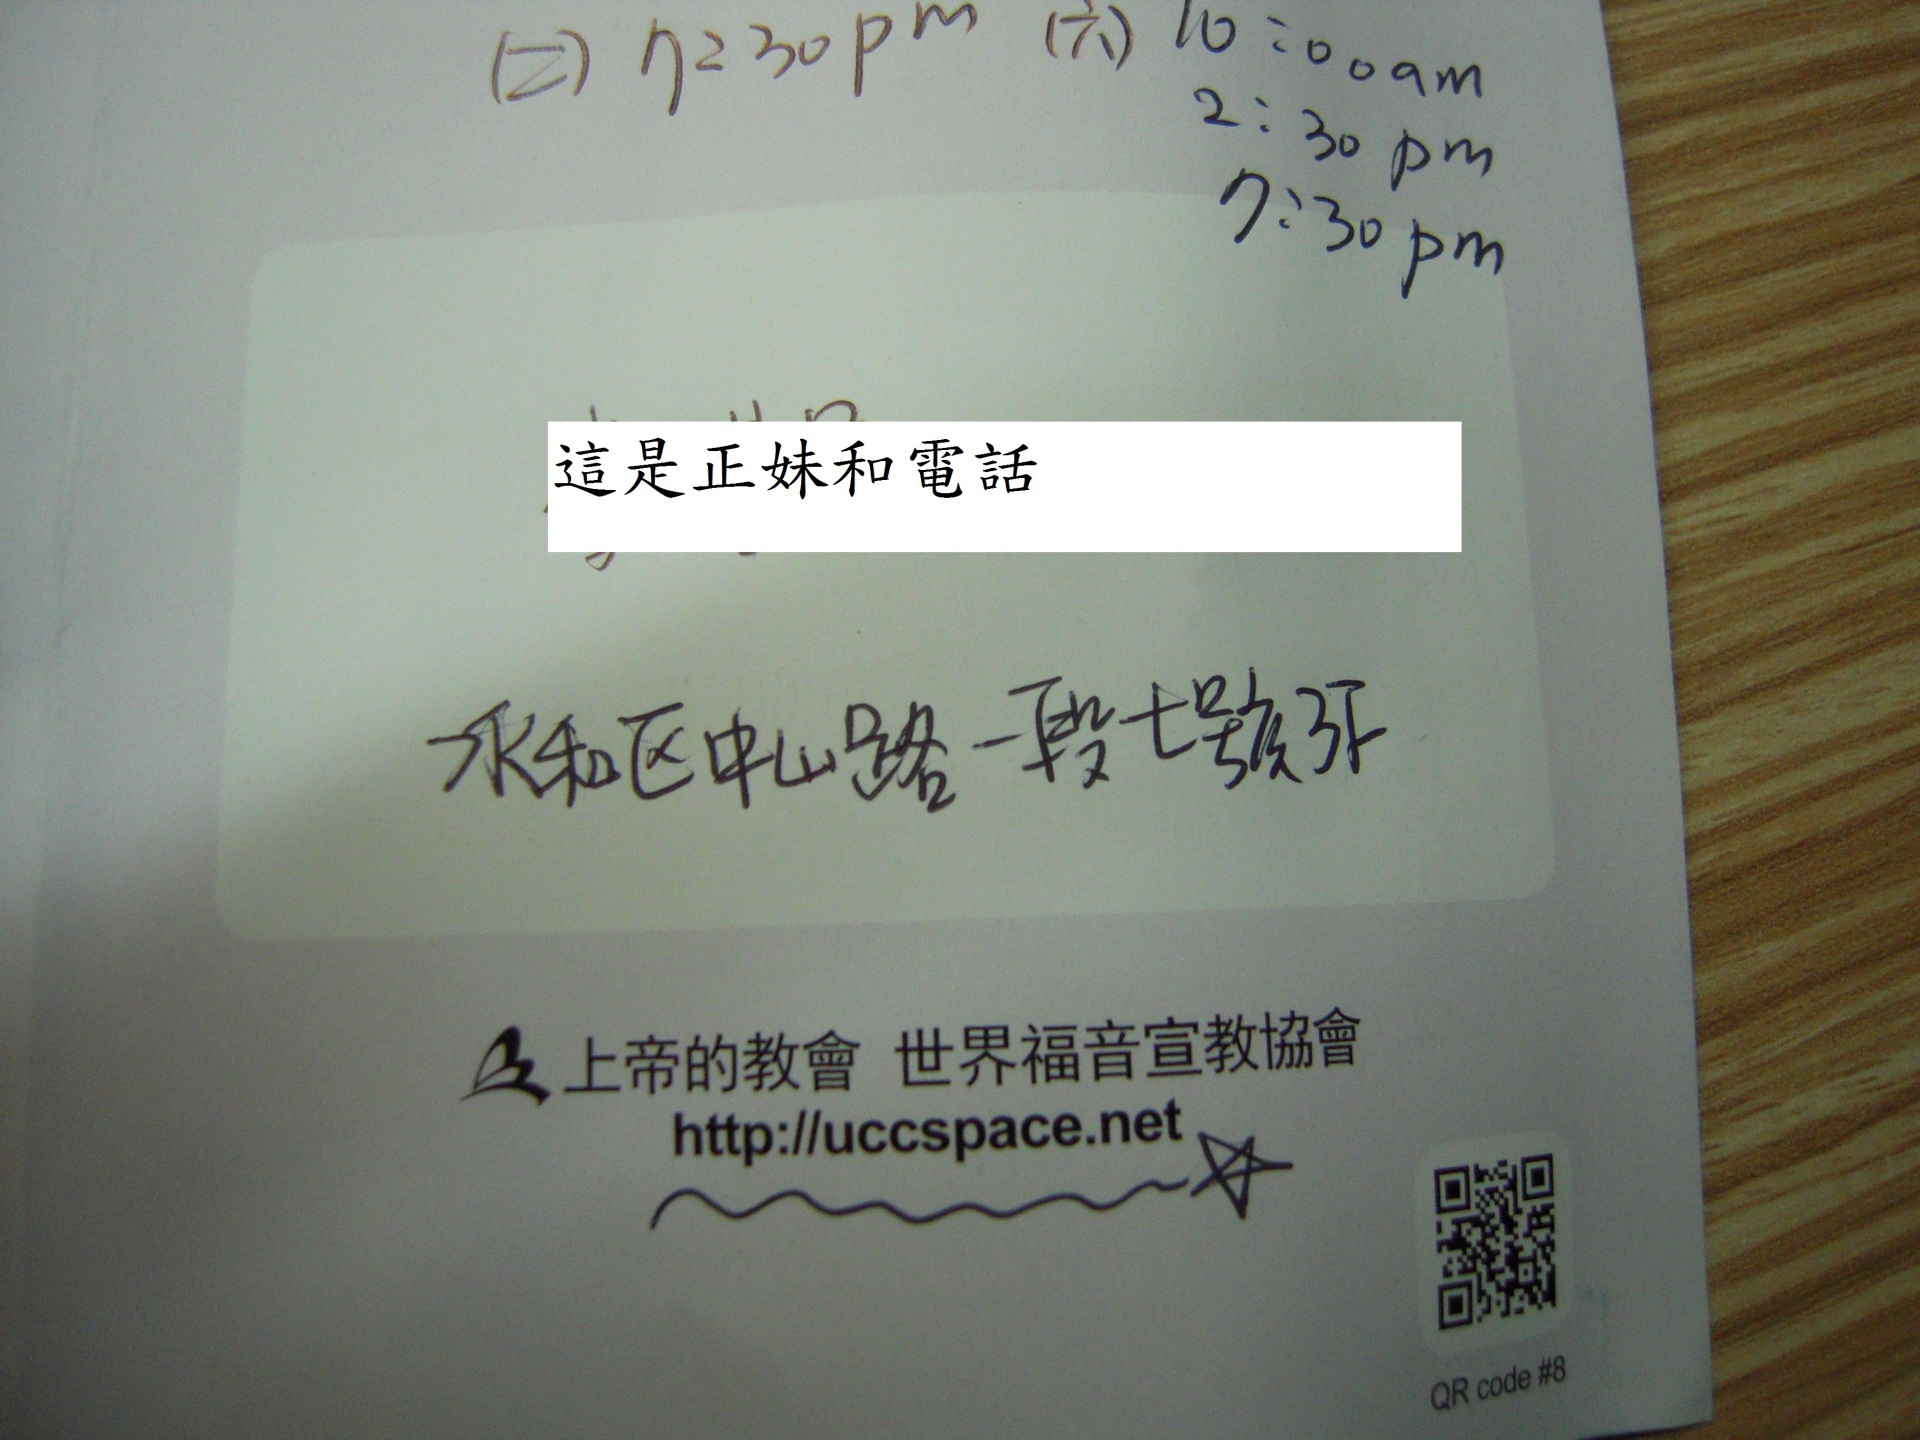 (二) 7:30pm (六) 10:00am
2:30pm
7:30pm
這是正妹和電話
永和区中山路一段七號3F
上帝的教會 世界福音宣教協會
http://uccspace.net
QR code #8